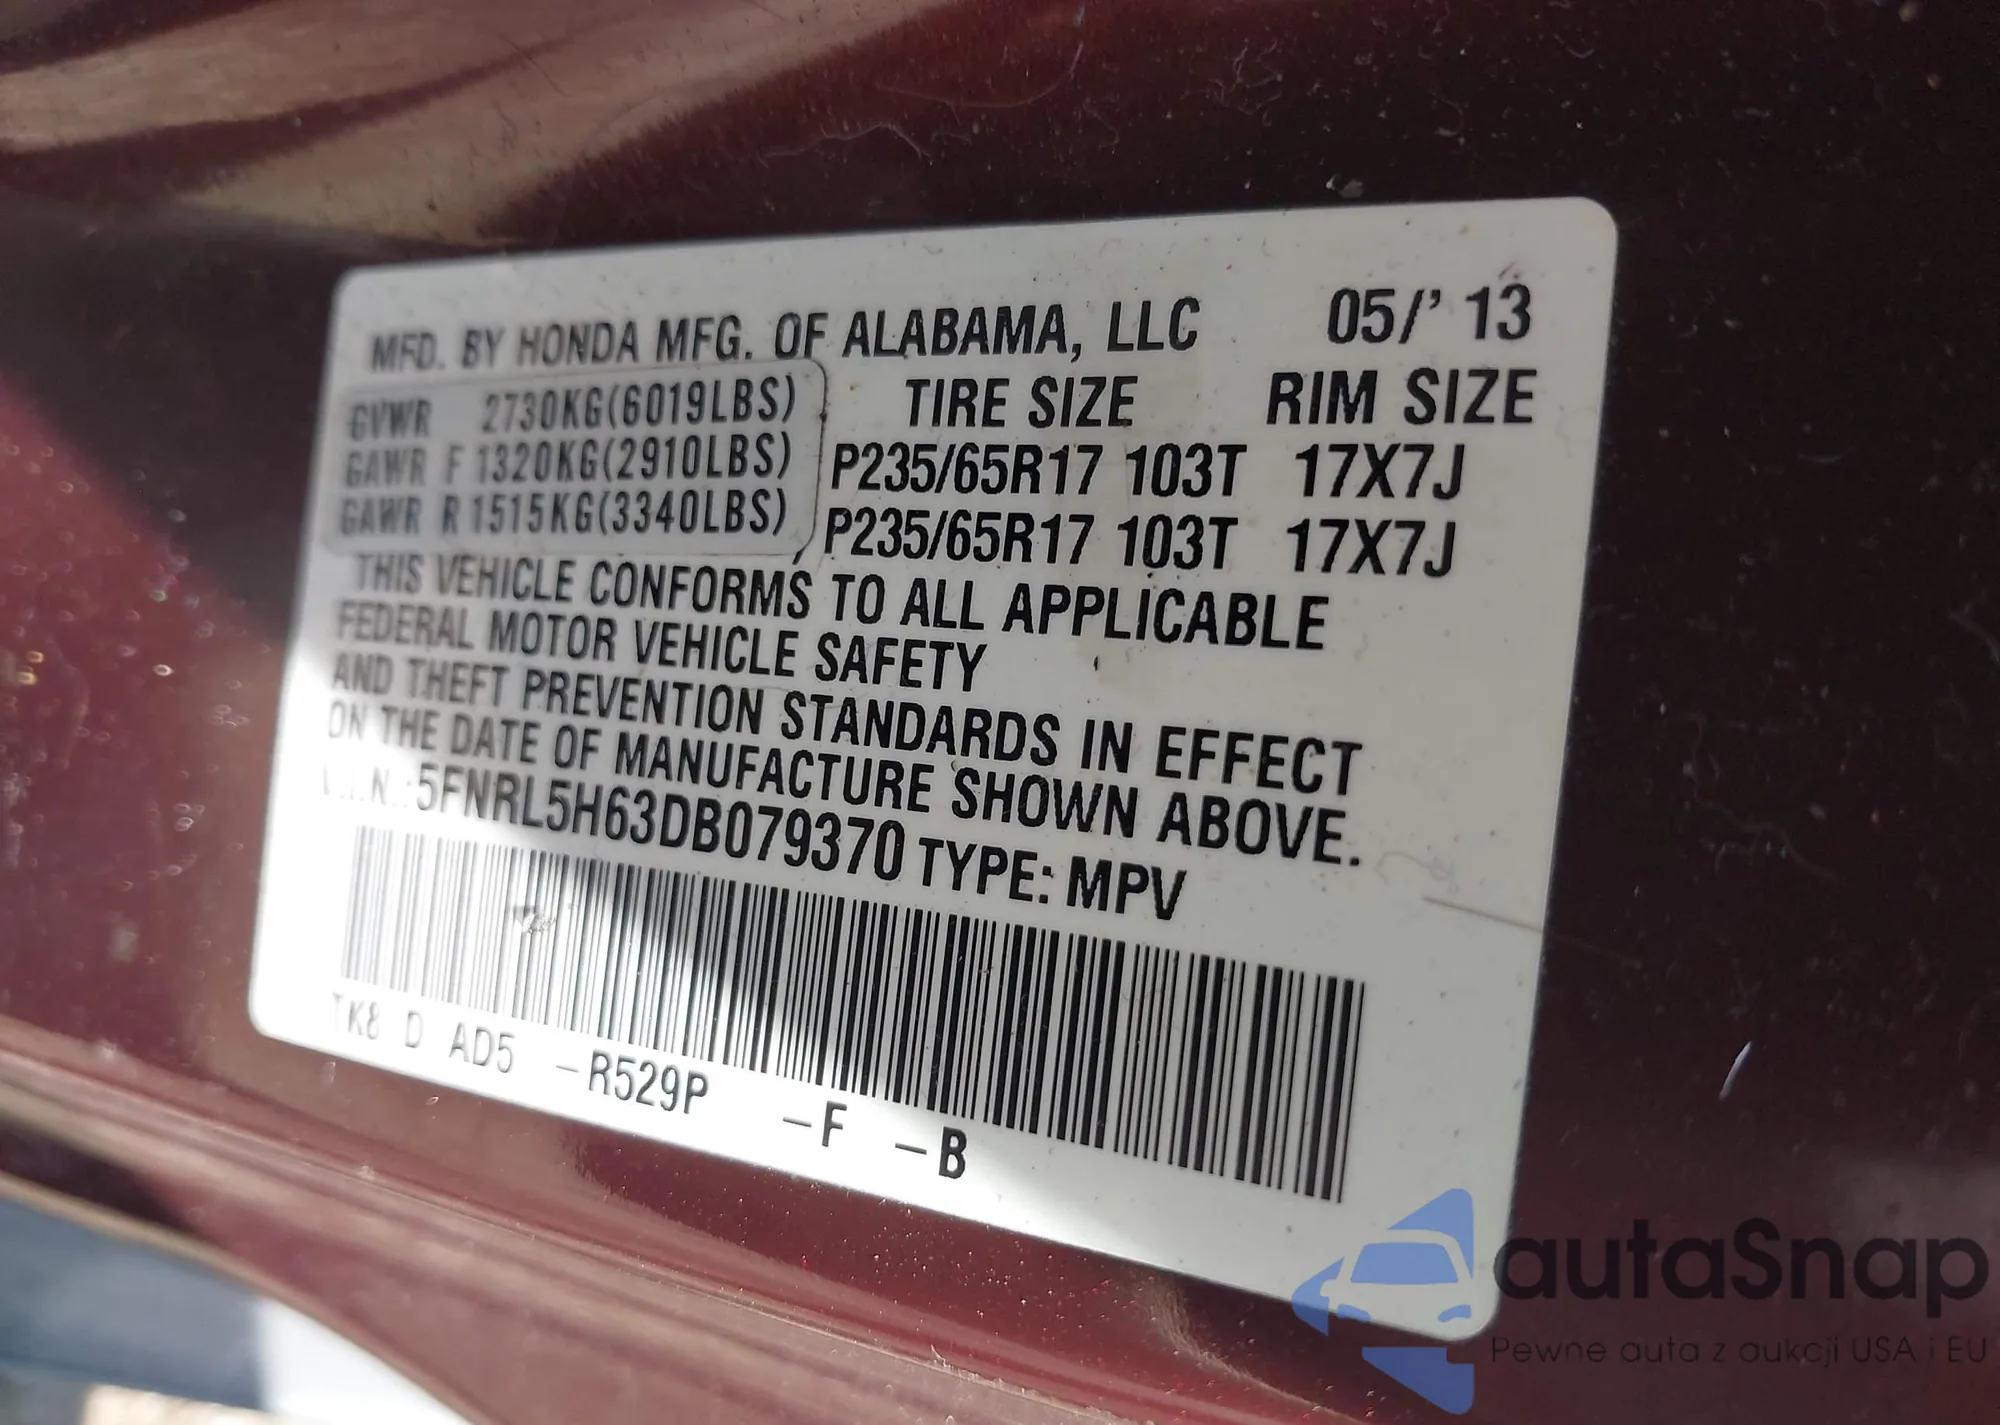 MFD. BY HONDA MFG. OF ALABAMA, LLC 05/'13
GVWR 2730KG(6019LBS) TIRE SIZE RIM SIZE
GAWR F 1320KG(2910LBS) P235/65R17 103T 17X7J
GAWR R 1515KG(3340LBS) P235/65R17 103T 17X7J
THIS VEHICLE CONFORMS TO ALL APPLICABLE
FEDERAL MOTOR VEHICLE SAFETY
AND THEFT PREVENTION STANDARDS IN EFFECT
ON THE DATE OF MANUFACTURE SHOWN ABOVE.
V.I.N.:5FNRL5H63DB079370 TYPE: MPV
TK8 D AD5 -R529P -F -B
autaSnap
Pewne auta z aukcji USA i EU